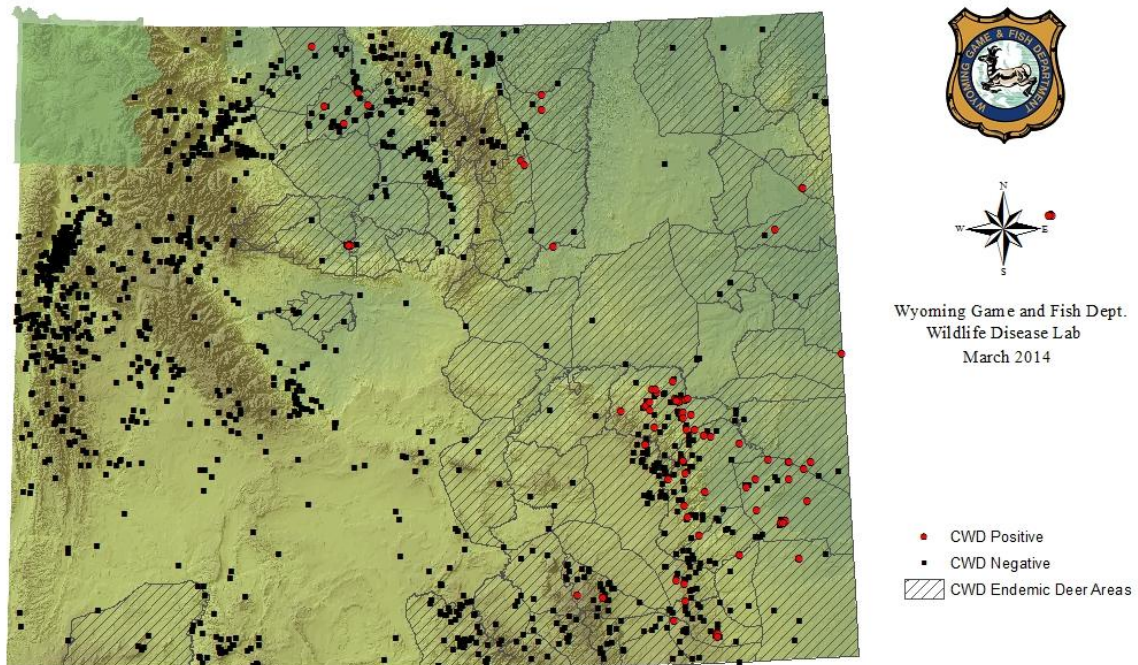 WYOMING GAME & FISH DEPARTMENT
N
W
E
S
Wyoming Game and Fish Dept.
Wildlife Disease Lab
March 2014
CWD Positive
CWD Negative
CWD Endemic Deer Areas